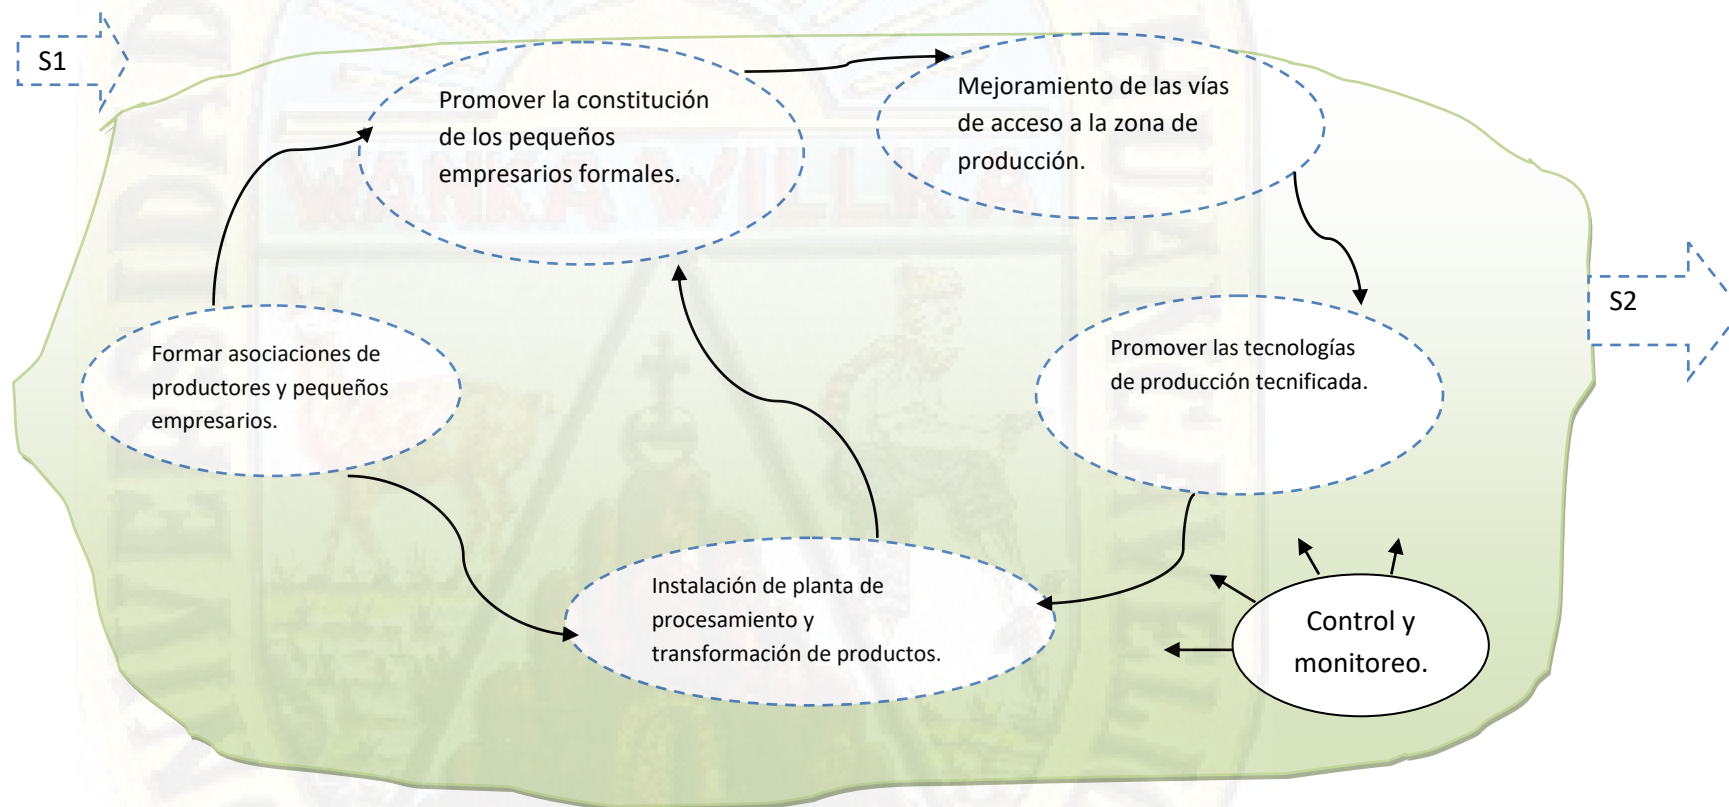 S1
Promover la constitución
de los pequeños
empresarios formales.
Mejoramiento de las vías
de acceso a la zona de
producción.
S2
Formar asociaciones de
productores y pequeños
empresarios.
Promover las tecnologías
de producción tecnificada.
Instalación de planta de
procesamiento y
transformación de productos.
Control y
monitoreo.
WANKA WILLKA